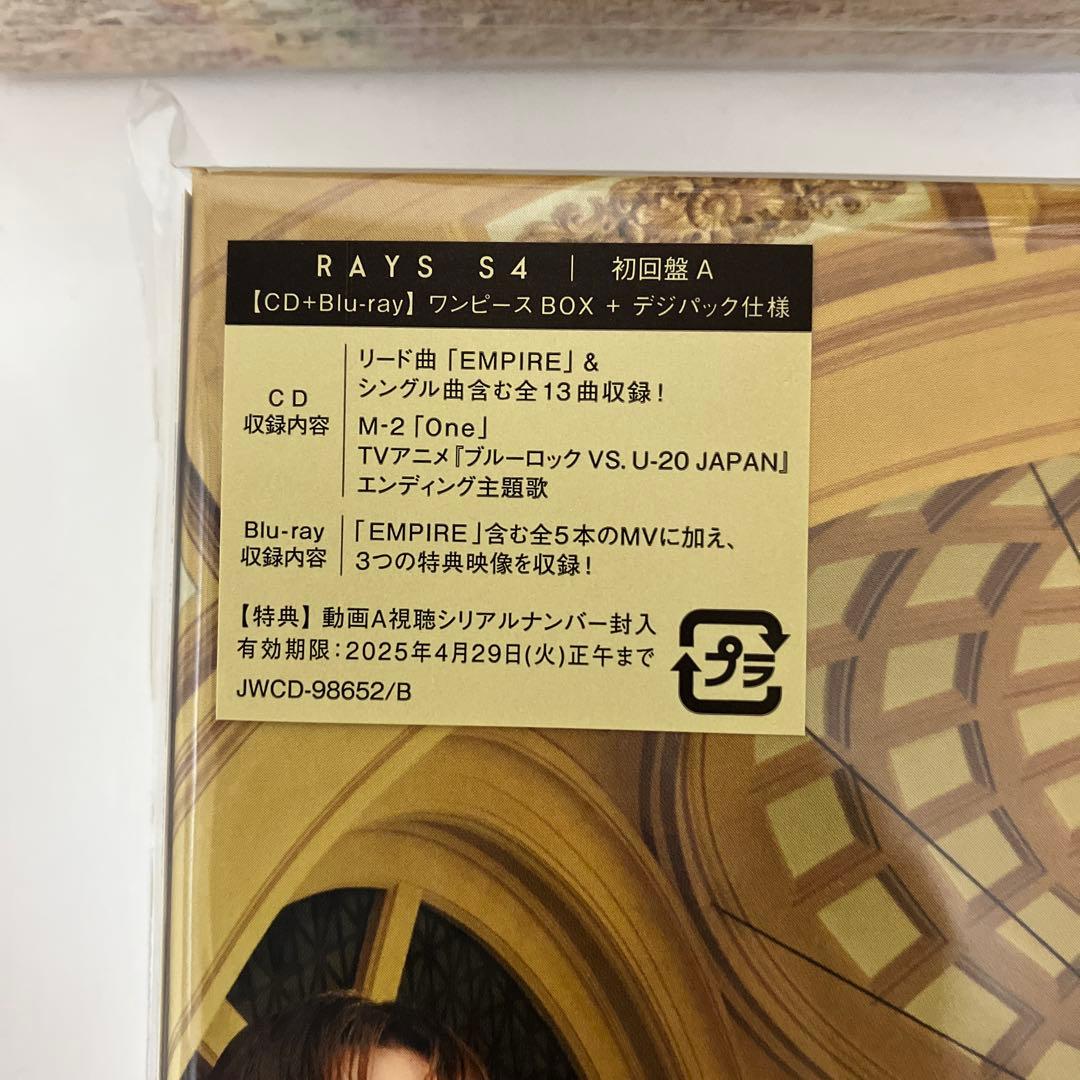 RAYS S4 | 初回盤 A
【CD+Blu-ray】ワンピース BOX + デジパック仕様
CD
収録内容
リード曲「EMPIRE」&
シングル曲含む全13曲収録!
M-2「One」
TVアニメ『ブルーロック VS. U-20 JAPAN』
エンディング主題歌
Blu-ray
収録内容
「EMPIRE」含む全5本のMVに加え、
3つの特典映像を収録!
【特典】動画A視聴シリアルナンバー封入
有効期限:2025年4月29日(火)正午まで
JWCD-98652/B
プラ